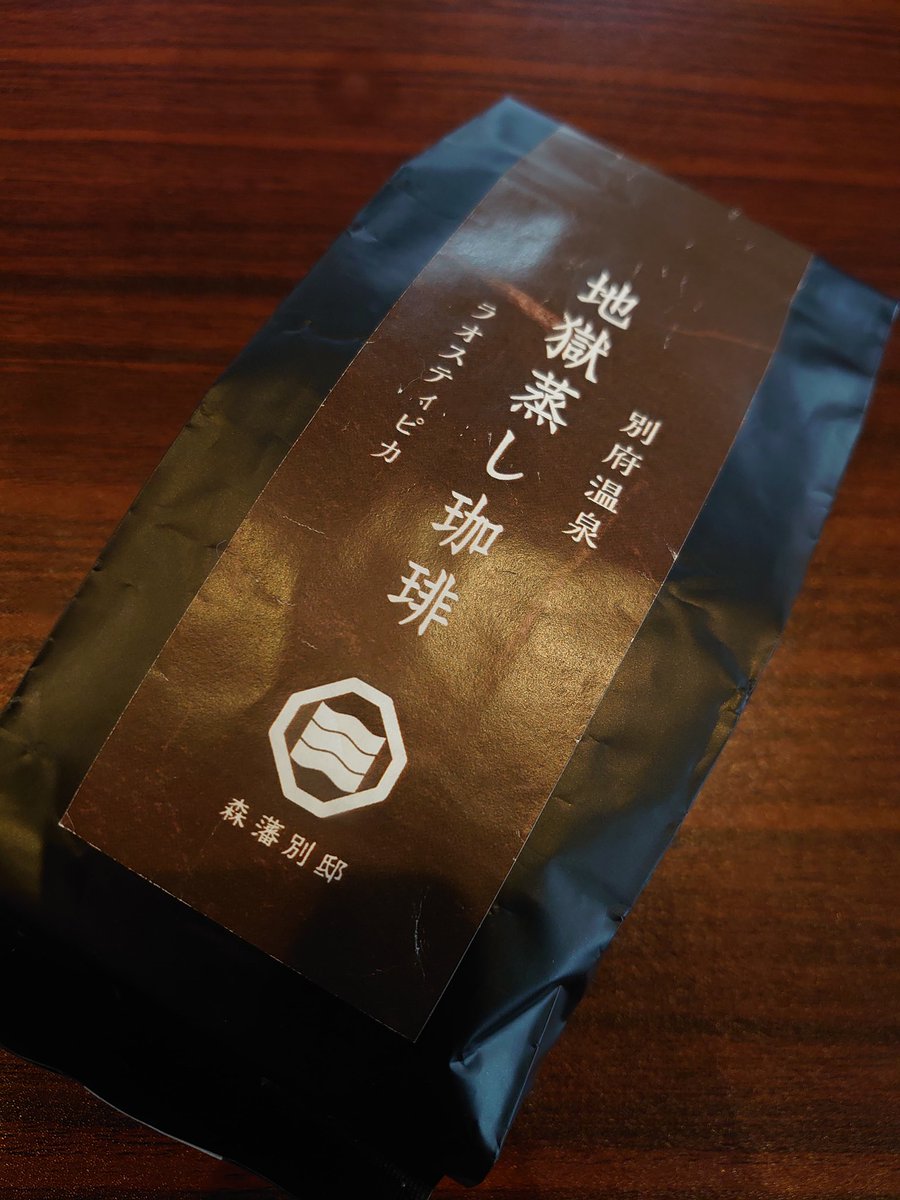 別府温泉
地獄蒸し珈琲
ラオスティピカ
森藩別邸